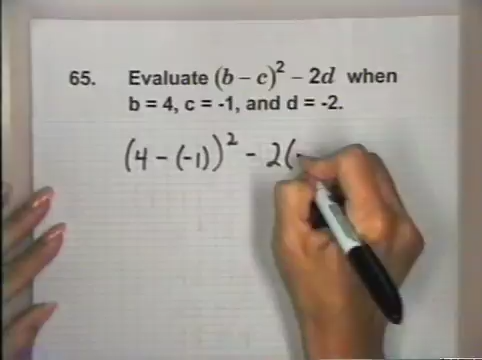 65. Evaluate (b – c)² – 2d when
b = 4, c = -1, and d = -2.
(4 - (-1))² - 2(-